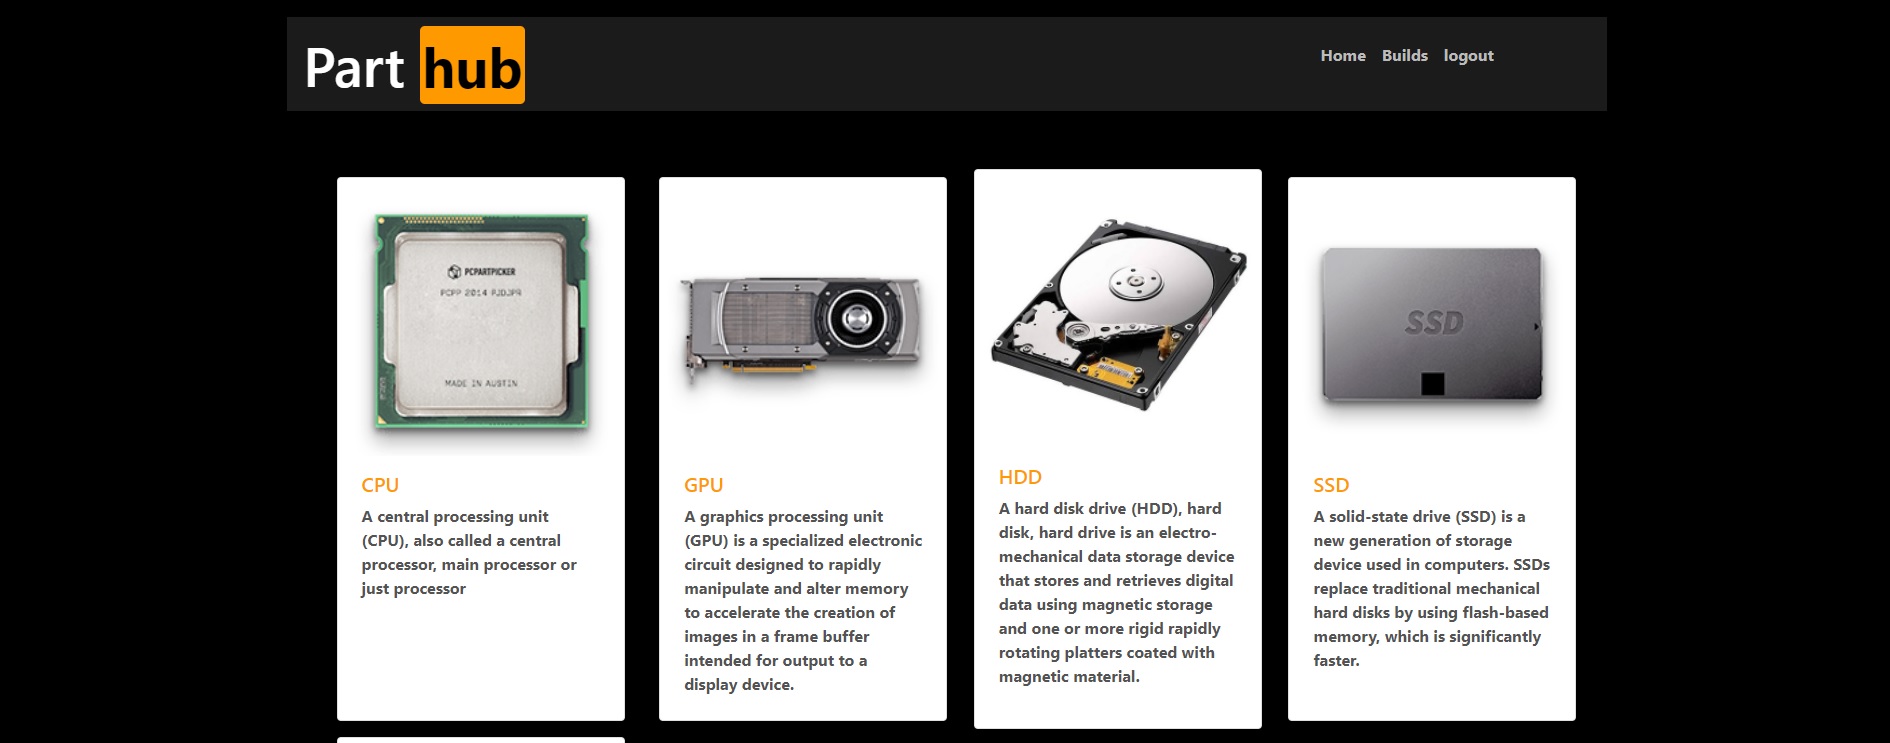 Part hub
Home Builds logout
PCPARTPICKER
PCPP 2014 PJDJPR
MADE IN AUSTIN
SSD
CPU
A central processing unit
(CPU), also called a central
processor, main processor or
just processor
GPU
A graphics processing unit
(GPU) is a specialized electronic
circuit designed to rapidly
manipulate and alter memory
to accelerate the creation of
images in a frame buffer
intended for output to a
display device.
HDD
A hard disk drive (HDD), hard
disk, hard drive is an electro-
mechanical data storage device
that stores and retrieves digital
data using magnetic storage
and one or more rigid rapidly
rotating platters coated with
magnetic material.
SSD
A solid-state drive (SSD) is a
new generation of storage
device used in computers. SSDs
replace traditional mechanical
hard disks by using flash-based
memory, which is significantly
faster.